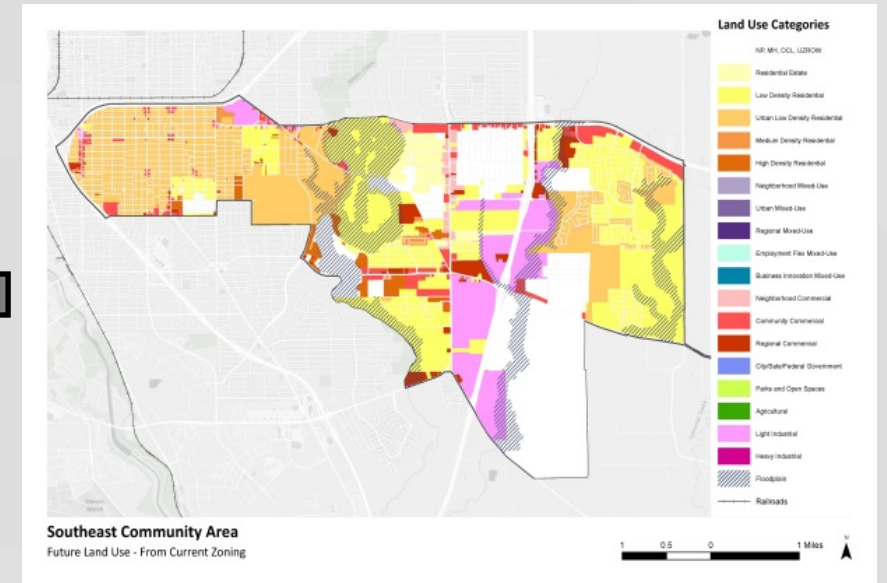 Land Use Categories
NP, MH, OCL, UZROW
Residential Estate
Low Density Residential
Urban Low Density Residential
Medium Density Residential
High Density Residential
Neighborhood Mixed-Use
Urban Mixed-Use
Regional Mixed-Use
Employment Flex Mixed-Use
Business Innovation Mixed-Use
Neighborhood Commercial
Community Commercial
Regional Commercial
City/State/Federal Government
Parks and Open Spaces
Agricultural
Light Industrial
Heavy Industrial
Floodplain
Railroads
Southeast Community Area
Future Land Use - From Current Zoning
1 0.5 0 1 Miles
N